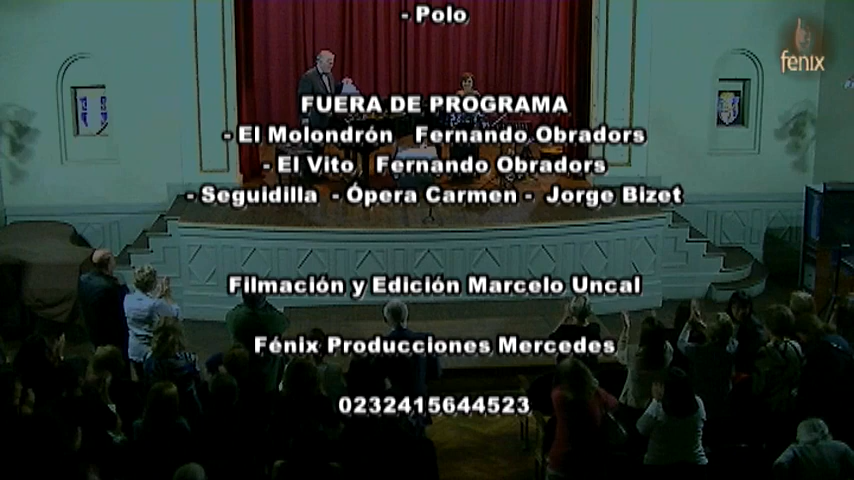 - Polo
fenix
FUERA DE PROGRAMA
- El Molondrón Fernando Obradors
- El Vito Fernando Obradors
- Seguidilla - Ópera Carmen - Jorge Bizet
Filmación y Edición Marcelo Uncal
Fénix Producciones Mercedes
0232415644523